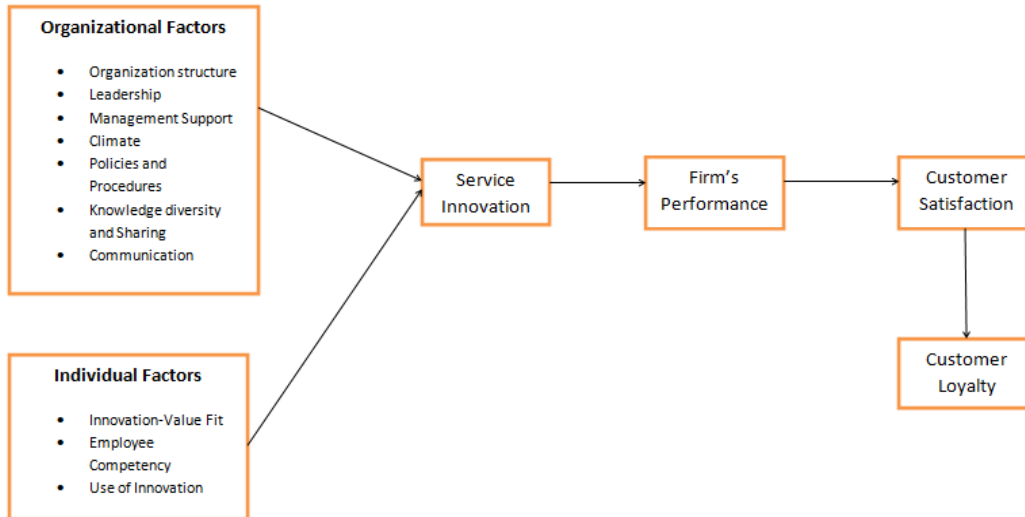 Organizational Factors
• Organization structure
• Leadership
• Management Support
• Climate
• Policies and
Procedures
• Knowledge diversity
and Sharing
• Communication
Individual Factors
• Innovation-Value Fit
• Employee
Competency
• Use of Innovation
Service
Innovation
Firm's
Performance
Customer
Satisfaction
Customer
Loyalty